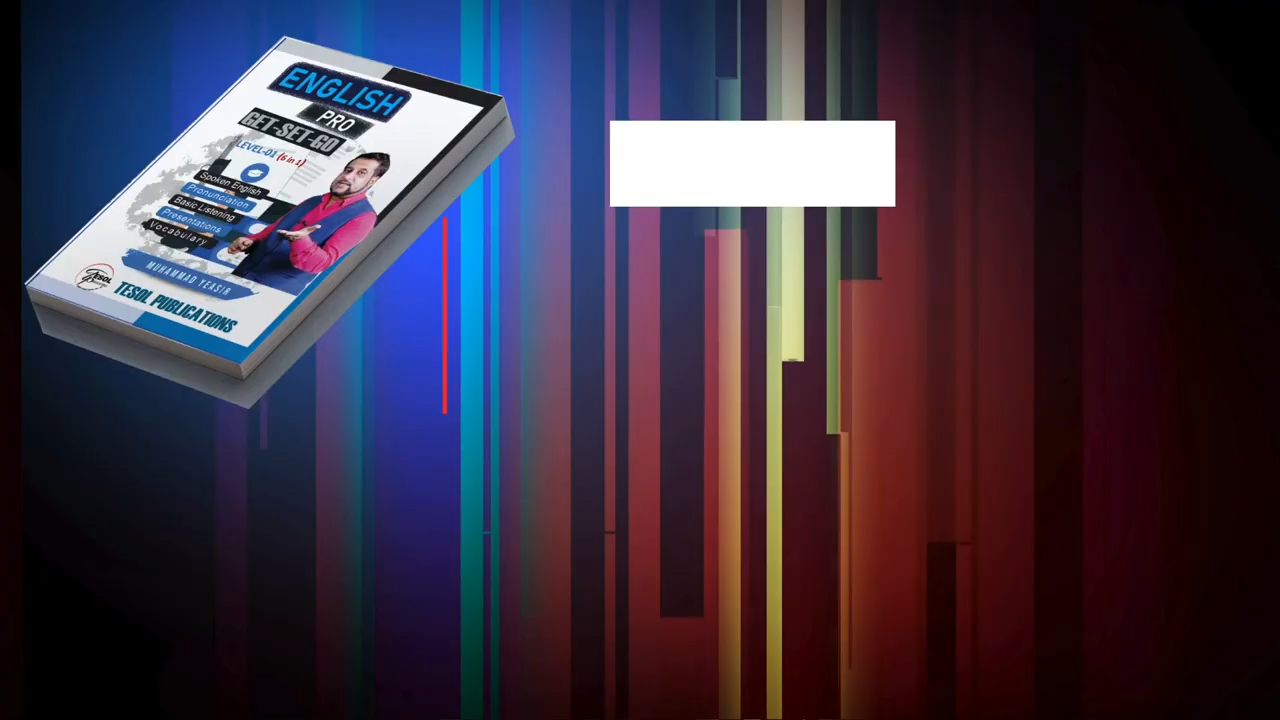 ENGLISH
PRO
GET-SET-GO
LEVEL-01 (6 in 1)
Spoken English
Pronunciation
Basic Listening
Presentations
Vocabulary
MUHAMMAD YEASIR
TESOL
TESOL PUBLICATIONS